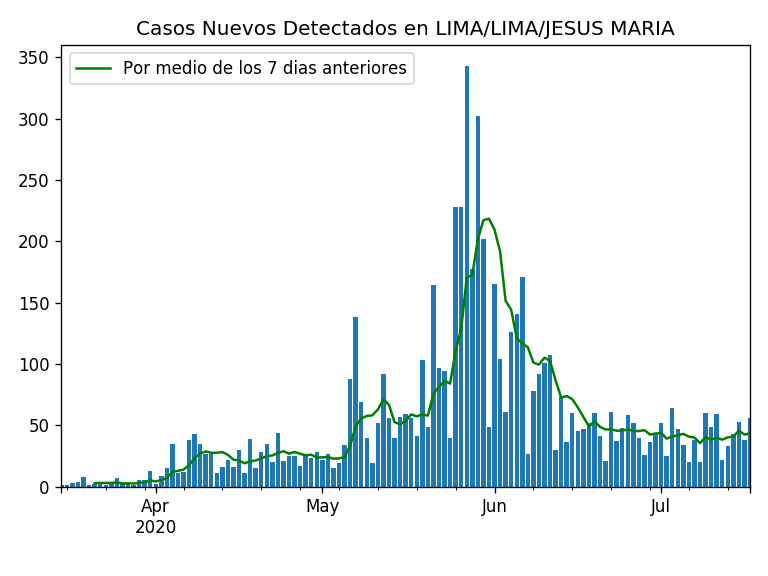 Casos Nuevos Detectados en LIMA/LIMA/JESUS MARIA
Por medio de los 7 dias anteriores
350
300
250
200
150
100
50
0
Apr
May
Jun
Jul
2020